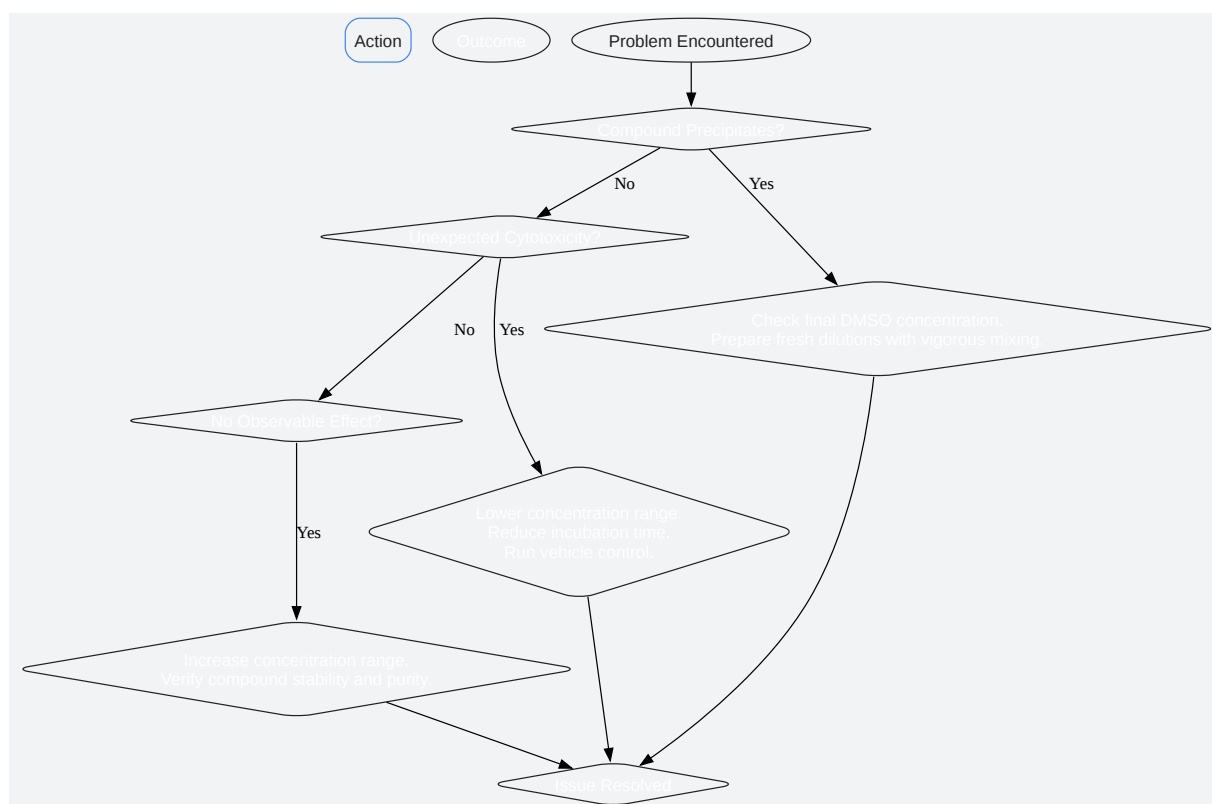 Action
Outcome
Problem Encountered
Compound Precipitates?
No
Yes
Unexpected Cytotoxicity?
Check final DMSO concentration.
Prepare fresh dilutions with vigorous mixing.
No
Yes
No Observable Effect?
Lower concentration range.
Reduce incubation time.
Run vehicle control.
Yes
Increase concentration range.
Verify compound stability and purity.
Issue Resolved